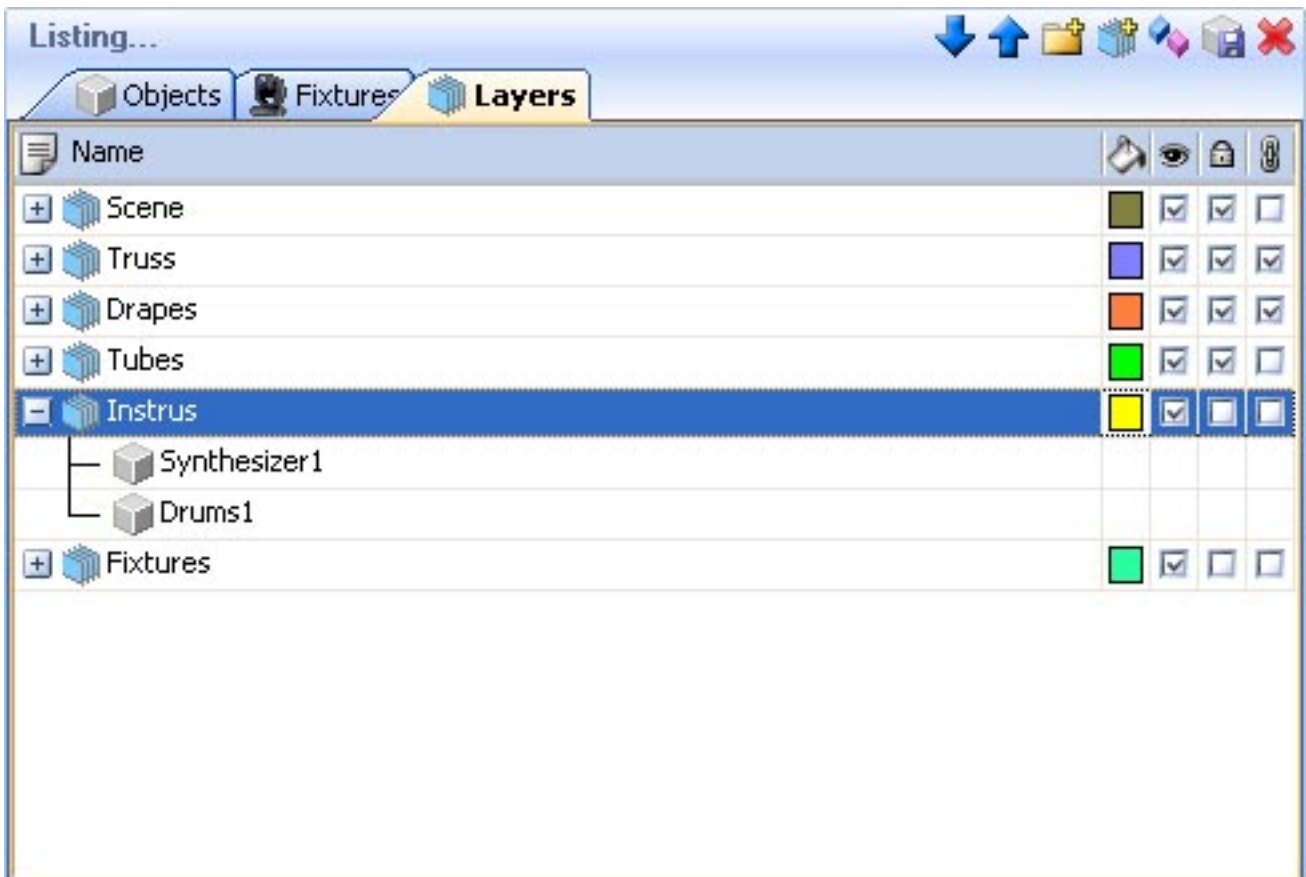 Listing...
Objects Fixtures Layers
Name
Scene
Truss
Drapes
Tubes
Instrus
Synthesizer1
Drums1
Fixtures